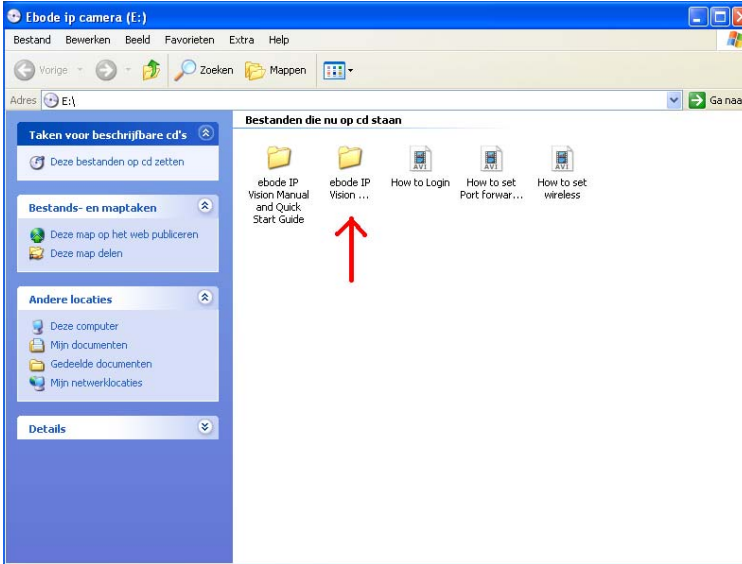 Ebode ip camera (E:)
Bestand Bewerken Beeld Favorieten Extra Help
Vorige Zoeken Mappen
Adres E:\ Ga naa
Taken voor beschrijfbare cd's
Deze bestanden op cd zetten
Bestands- en maptaken
Deze map op het web publiceren
Deze map delen
Andere locaties
Deze computer
Mijn documenten
Gedeelde documenten
Mijn netwerklocaties
Details
Bestanden die nu op cd staan
ebode IP
Vision Manual
and Quick
Start Guide
ebode IP
Vision ...
AVI
How to Login
AVI
How to set
Port forwar...
AVI
How to set
wireless